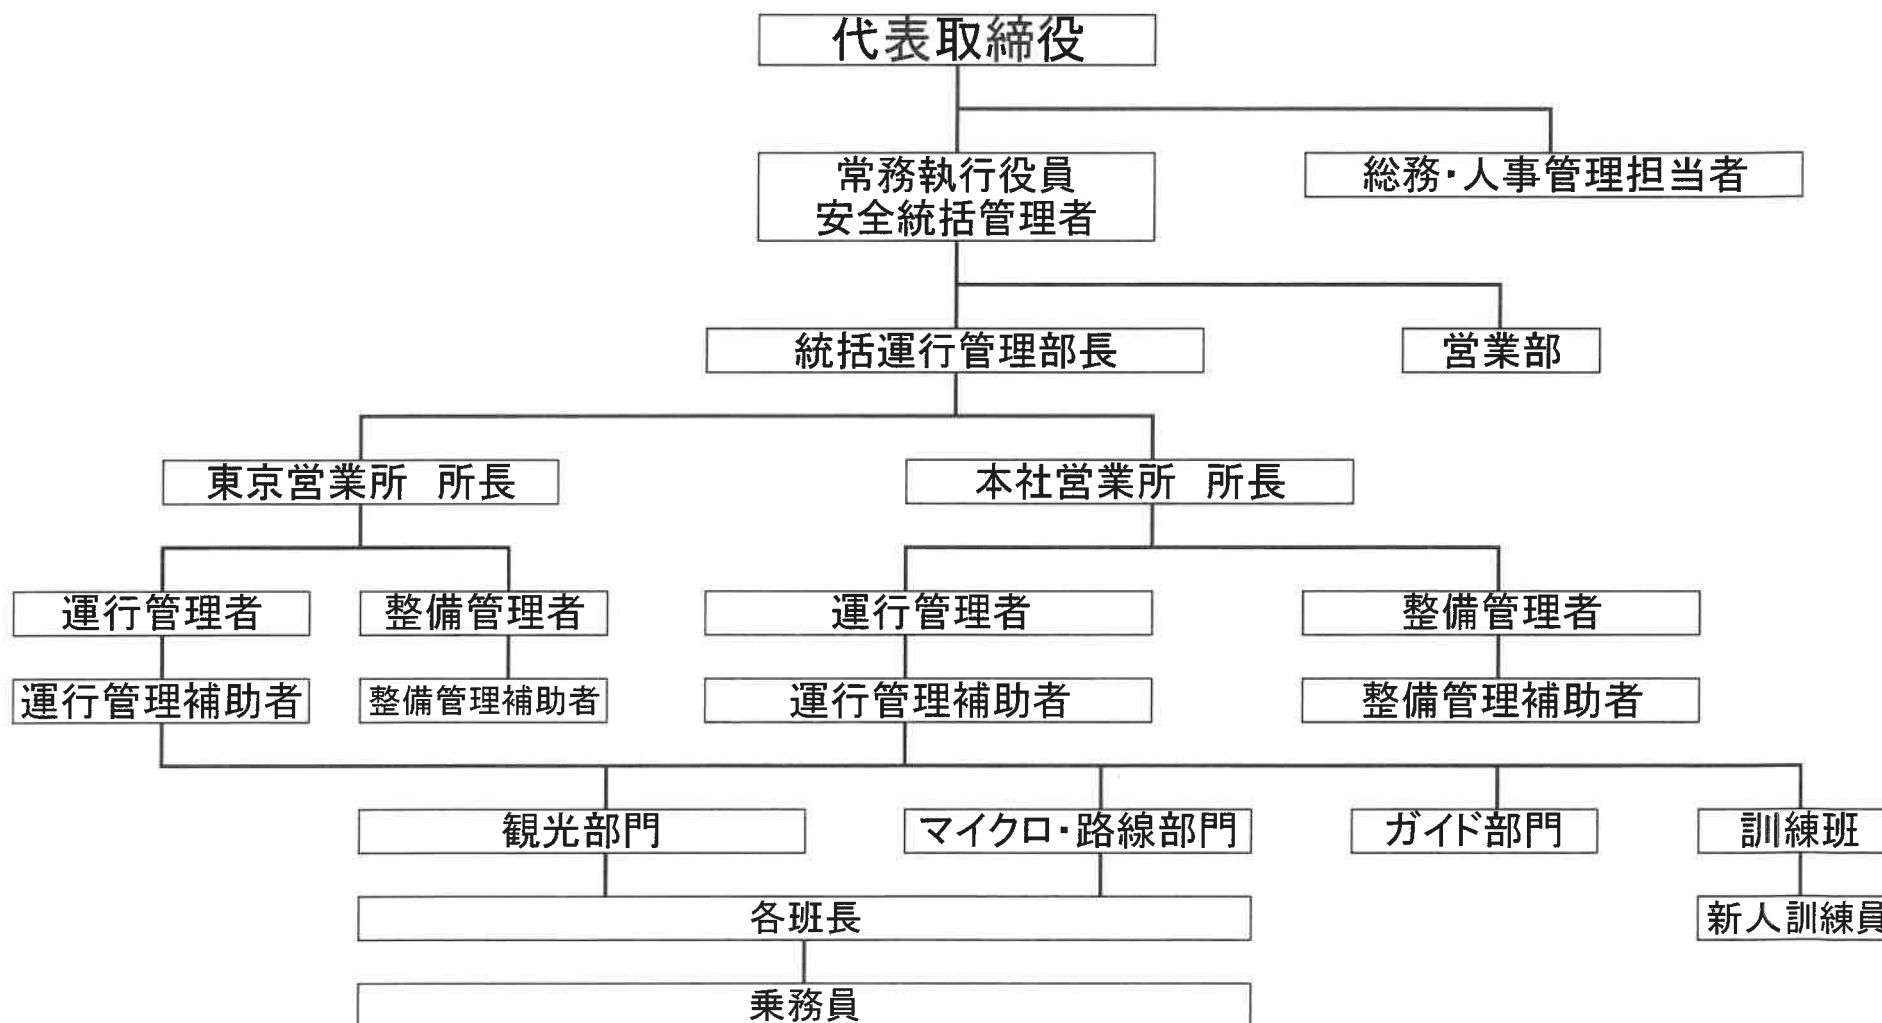 代表取締役
常務執行役員
安全統括管理者
総務・人事管理担当者
統括運行管理部長
営業部
東京営業所　所長
本社営業所　所長
運行管理者
整備管理者
運行管理者
整備管理者
運行管理補助者
整備管理補助者
運行管理補助者
整備管理補助者
観光部門
マイクロ・路線部門
ガイド部門
訓練班
各班長
新人訓練員
乗務員